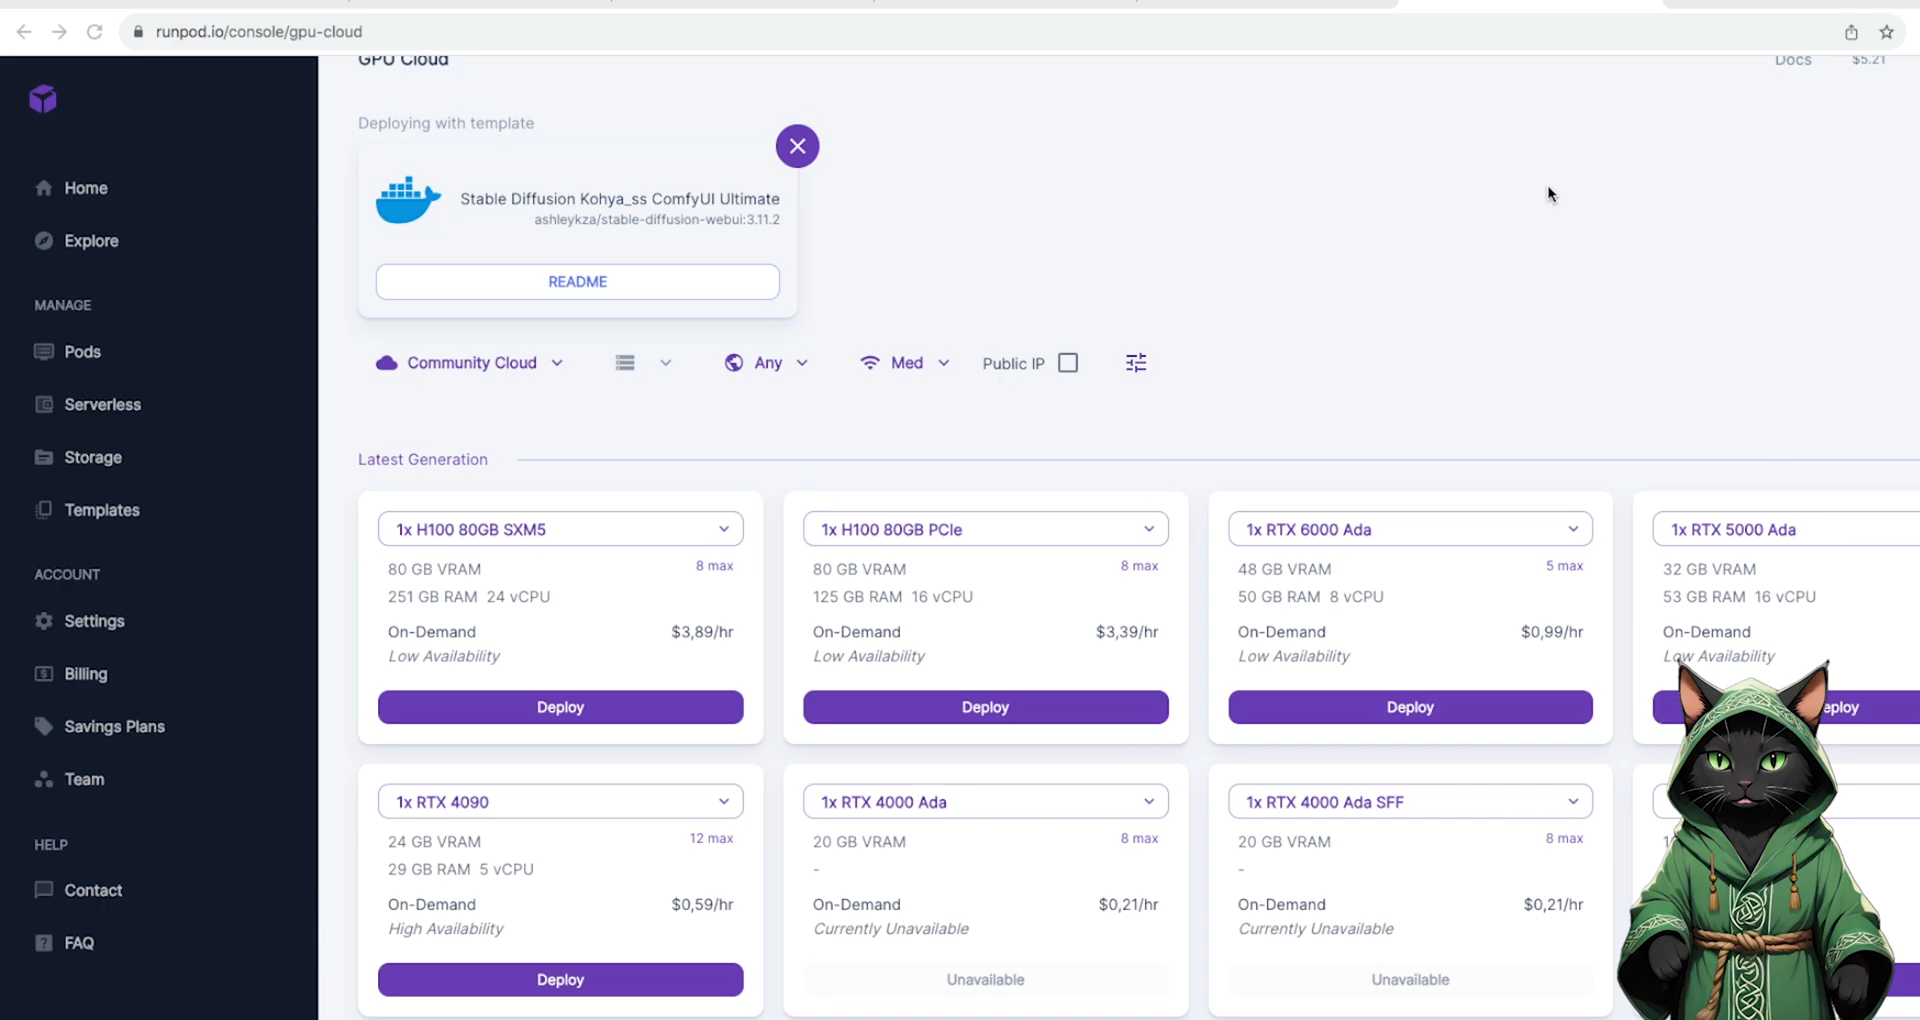 runpod.io/console/gpu-cloud
GPU Cloud
Docs
$5.21
Deploying with template
Stable Diffusion Kohya_ss ComfyUI Ultimate
ashleykza/stable-diffusion-webui:3.11.2
README
Home
Explore
MANAGE
Pods
Serverless
Storage
Templates
ACCOUNT
Settings
Billing
Savings Plans
Team
HELP
Contact
FAQ
Community Cloud
Any
Med
Public IP
Latest Generation
1x H100 80GB SXM5
80 GB VRAM
8 max
251 GB RAM 24 vCPU
On-Demand
$3,89/hr
Low Availability
Deploy
1x H100 80GB PCIe
80 GB VRAM
8 max
125 GB RAM 16 vCPU
On-Demand
$3,39/hr
Low Availability
Deploy
1x RTX 6000 Ada
48 GB VRAM
5 max
50 GB RAM 8 vCPU
On-Demand
$0,99/hr
Low Availability
Deploy
1x RTX 5000 Ada
32 GB VRAM
53 GB RAM 16 vCPU
On-Demand
Low Availability
eploy
1x RTX 4090
24 GB VRAM
12 max
29 GB RAM 5 vCPU
On-Demand
$0,59/hr
High Availability
Deploy
1x RTX 4000 Ada
20 GB VRAM
8 max
-
On-Demand
$0,21/hr
Currently Unavailable
Unavailable
1x RTX 4000 Ada SFF
20 GB VRAM
8 max
-
On-Demand
$0,21/hr
Currently Unavailable
Unavailable